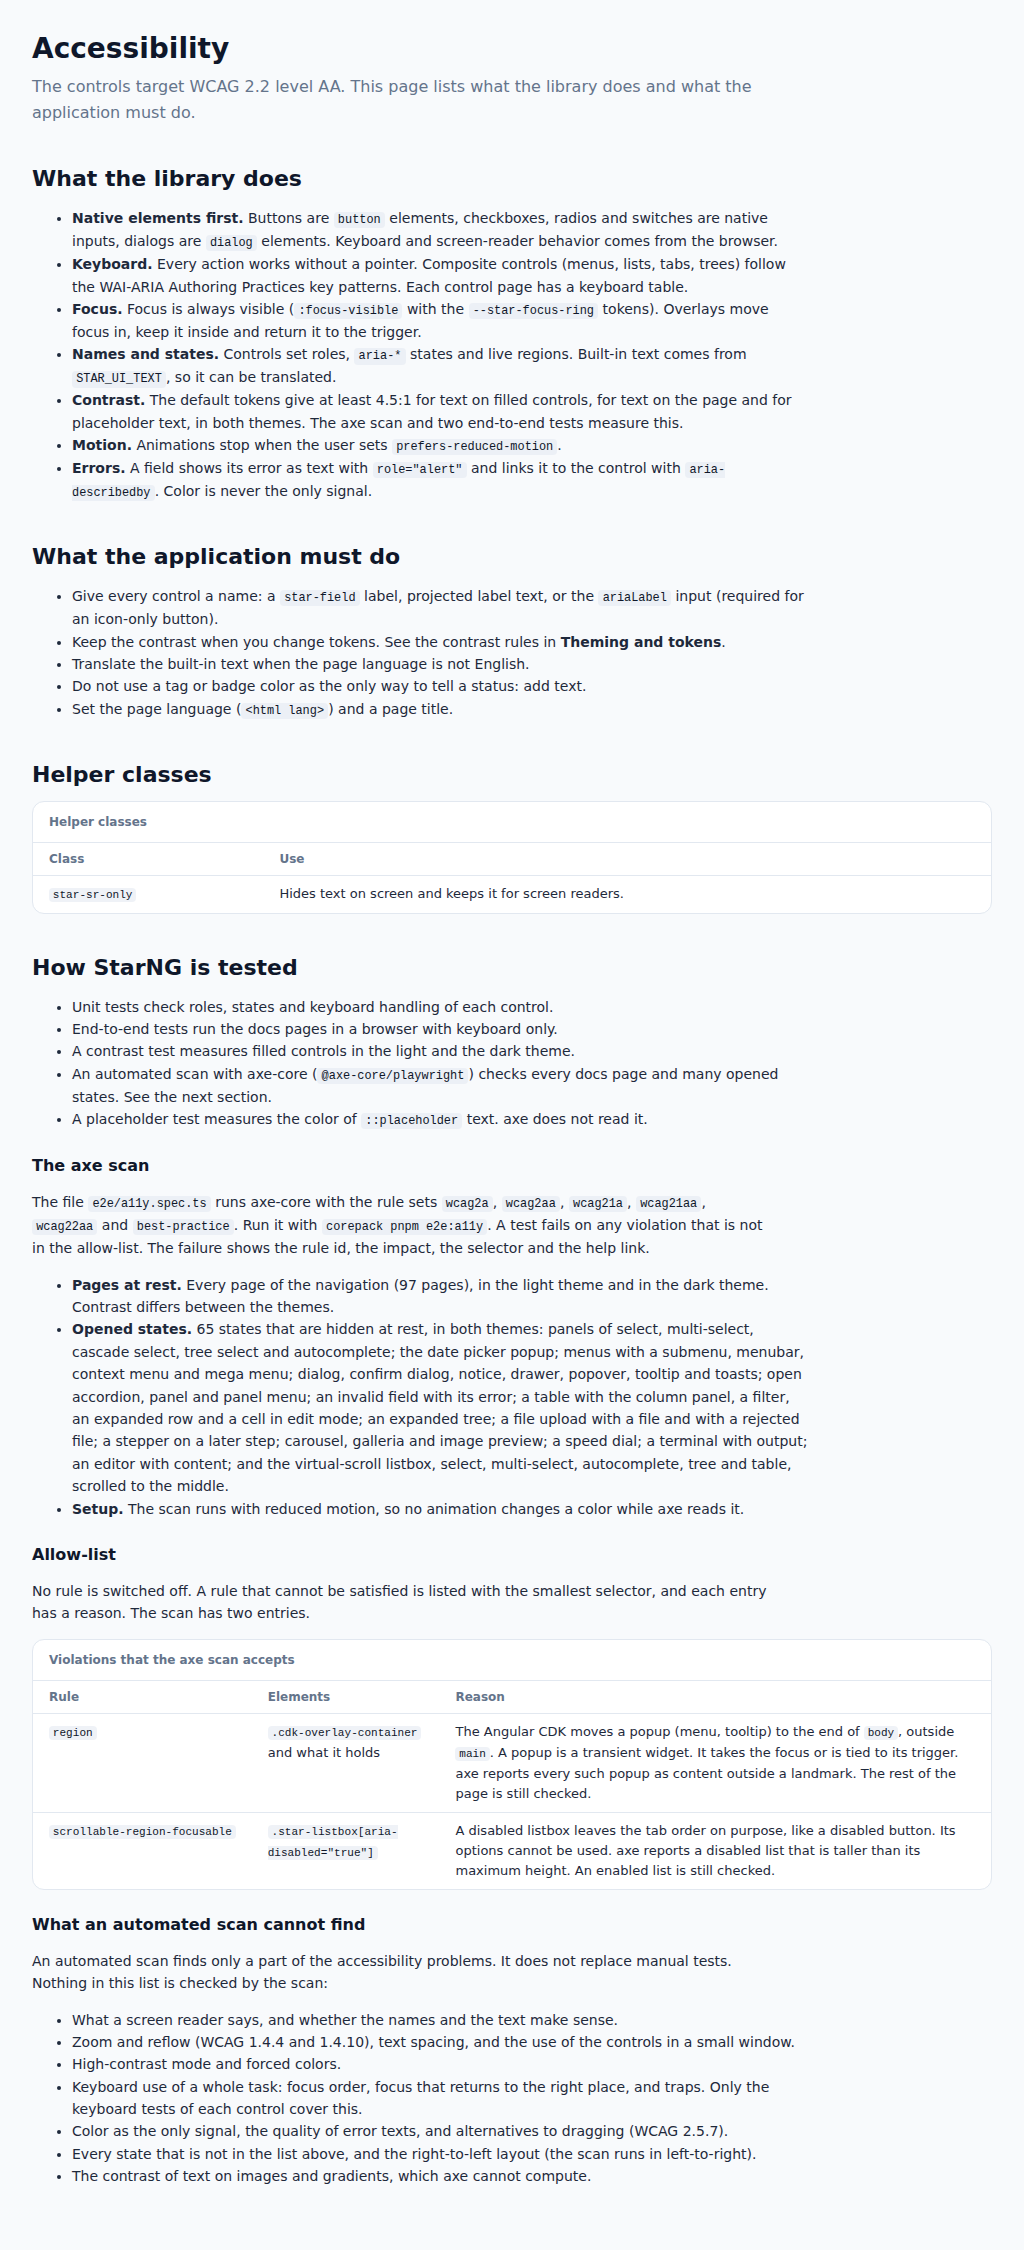 Accessibility
The controls target WCAG 2.2 level AA. This page lists what the library does and what the
application must do.
What the library does
• Native elements first. Buttons are button elements, checkboxes, radios and switches are native
inputs, dialogs are dialog elements. Keyboard and screen-reader behavior comes from the browser.
• Keyboard. Every action works without a pointer. Composite controls (menus, lists, tabs, trees) follow
the WAI-ARIA Authoring Practices key patterns. Each control page has a keyboard table.
• Focus. Focus is always visible (:focus-visible with the --star-focus-ring tokens). Overlays move
focus in, keep it inside and return it to the trigger.
• Names and states. Controls set roles, aria-* states and live regions. Built-in text comes from
STAR_UI_TEXT, so it can be translated.
• Contrast. The default tokens give at least 4.5:1 for text on filled controls, for text on the page and for
placeholder text, in both themes. The axe scan and two end-to-end tests measure this.
• Motion. Animations stop when the user sets prefers-reduced-motion.
• Errors. A field shows its error as text with role="alert" and links it to the control with aria-
describedby. Color is never the only signal.
What the application must do
• Give every control a name: a star-field label, projected label text, or the ariaLabel input (required for
an icon-only button).
• Keep the contrast when you change tokens. See the contrast rules in Theming and tokens.
• Translate the built-in text when the page language is not English.
• Do not use a tag or badge color as the only way to tell a status: add text.
• Set the page language (<html lang>) and a page title.
Helper classes
Helper classes
Class Use
star-sr-only Hides text on screen and keeps it for screen readers.
How StarNG is tested
• Unit tests check roles, states and keyboard handling of each control.
• End-to-end tests run the docs pages in a browser with keyboard only.
• A contrast test measures filled controls in the light and the dark theme.
• An automated scan with axe-core (@axe-core/playwright) checks every docs page and many opened
states. See the next section.
• A placeholder test measures the color of ::placeholder text. axe does not read it.
The axe scan
The file e2e/a11y.spec.ts runs axe-core with the rule sets wcag2a, wcag2aa, wcag21a, wcag21aa,
wcag22aa and best-practice. Run it with corepack pnpm e2e:a11y. A test fails on any violation that is not
in the allow-list. The failure shows the rule id, the impact, the selector and the help link.
• Pages at rest. Every page of the navigation (97 pages), in the light theme and in the dark theme.
Contrast differs between the themes.
• Opened states. 65 states that are hidden at rest, in both themes: panels of select, multi-select,
cascade select, tree select and autocomplete; the date picker popup; menus with a submenu, menubar,
context menu and mega menu; dialog, confirm dialog, notice, drawer, popover, tooltip and toasts; open
accordion, panel and panel menu; an invalid field with its error; a table with the column panel, a filter,
an expanded row and a cell in edit mode; an expanded tree; a file upload with a file and with a rejected
file; a stepper on a later step; carousel, galleria and image preview; a speed dial; a terminal with output;
an editor with content; and the virtual-scroll listbox, select, multi-select, autocomplete, tree and table,
scrolled to the middle.
• Setup. The scan runs with reduced motion, so no animation changes a color while axe reads it.
Allow-list
No rule is switched off. A rule that cannot be satisfied is listed with the smallest selector, and each entry
has a reason. The scan has two entries.
Violations that the axe scan accepts
Rule Elements Reason
region .cdk-overlay-container The Angular CDK moves a popup (menu, tooltip) to the end of body, outside
and what it holds main. A popup is a transient widget. It takes the focus or is tied to its trigger.
axe reports every such popup as content outside a landmark. The rest of the
page is still checked.
scrollable-region-focusable .star-listbox[aria- A disabled listbox leaves the tab order on purpose, like a disabled button. Its
disabled="true"] options cannot be used. axe reports a disabled list that is taller than its
maximum height. An enabled list is still checked.
What an automated scan cannot find
An automated scan finds only a part of the accessibility problems. It does not replace manual tests.
Nothing in this list is checked by the scan:
• What a screen reader says, and whether the names and the text make sense.
• Zoom and reflow (WCAG 1.4.4 and 1.4.10), text spacing, and the use of the controls in a small window.
• High-contrast mode and forced colors.
• Keyboard use of a whole task: focus order, focus that returns to the right place, and traps. Only the
keyboard tests of each control cover this.
• Color as the only signal, the quality of error texts, and alternatives to dragging (WCAG 2.5.7).
• Every state that is not in the list above, and the right-to-left layout (the scan runs in left-to-right).
• The contrast of text on images and gradients, which axe cannot compute.